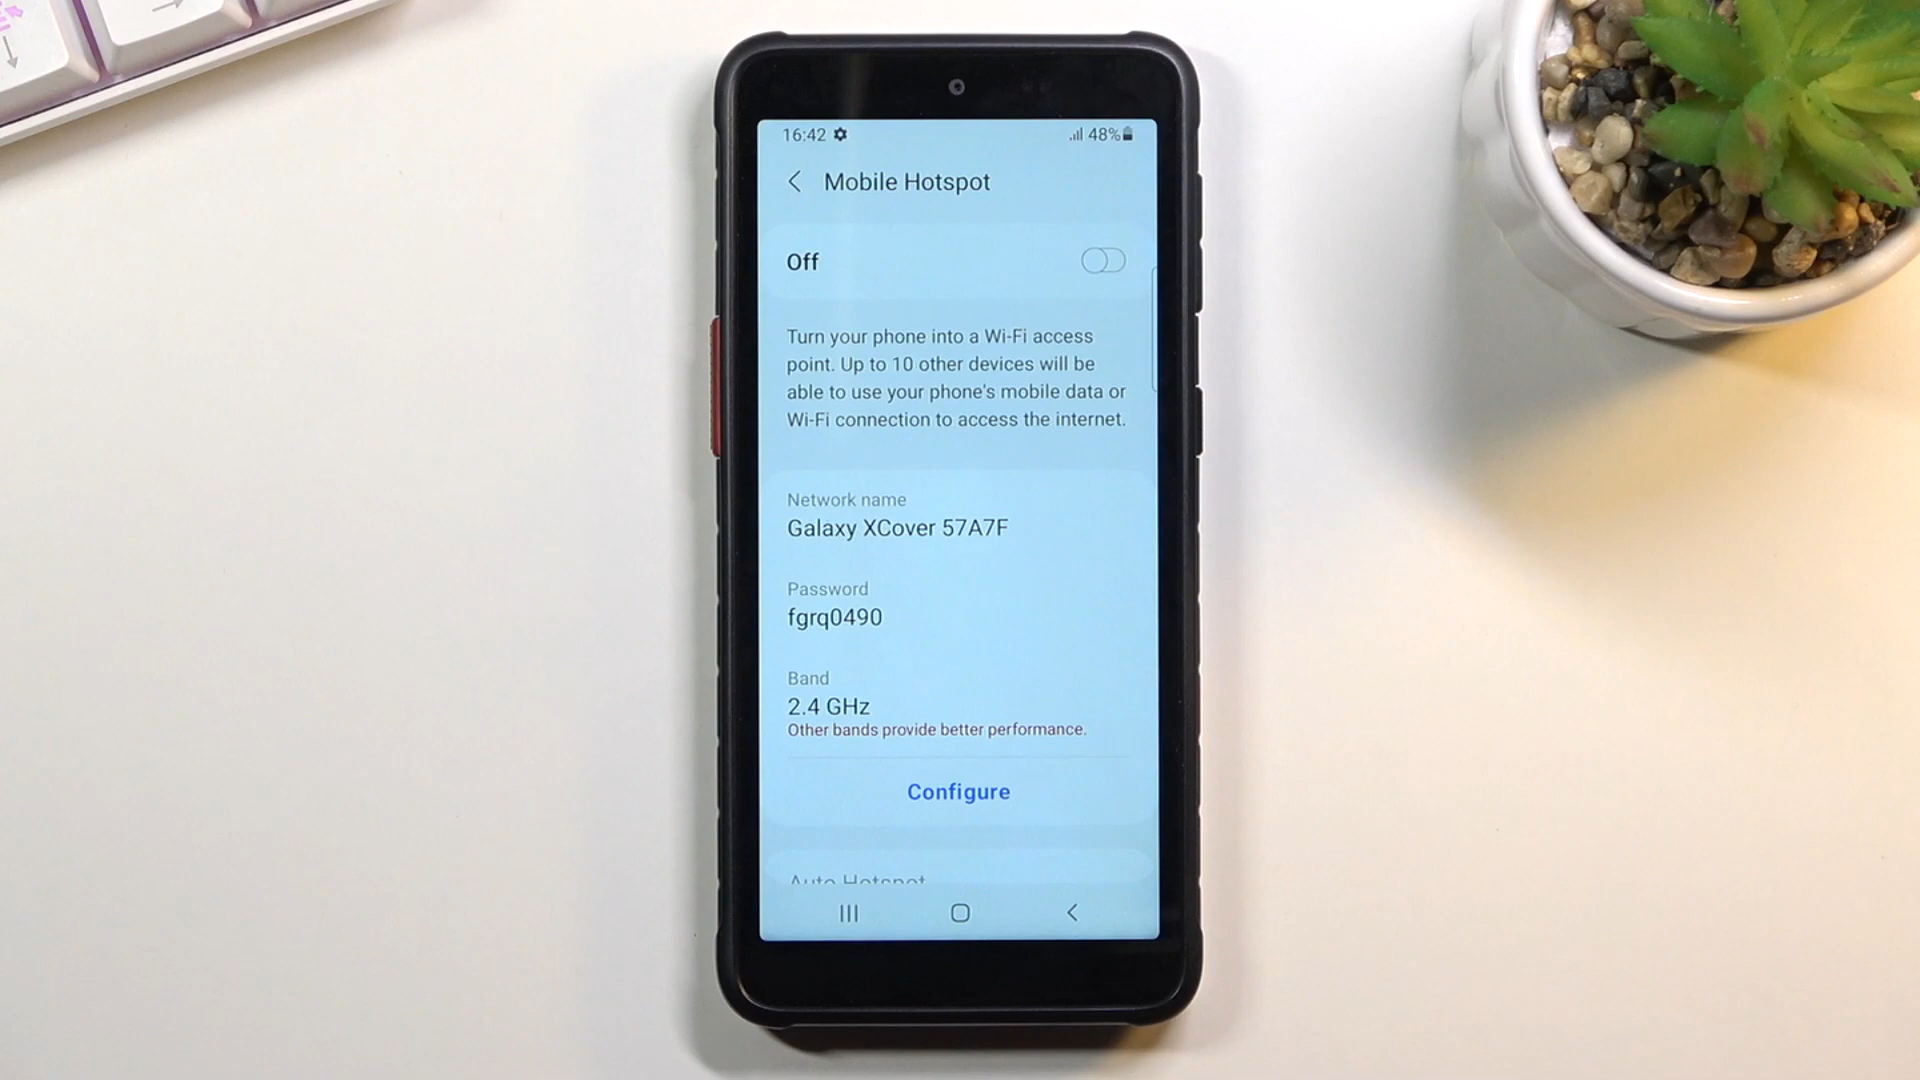 16:42 48%
Mobile Hotspot
Off
Turn your phone into a Wi-Fi access
point. Up to 10 other devices will be
able to use your phone's mobile data or
Wi-Fi connection to access the internet.
Network name
Galaxy XCover 57A7F
Password
fgrq0490
Band
2.4 GHz
Other bands provide better performance.
Configure
Auto Hotspot